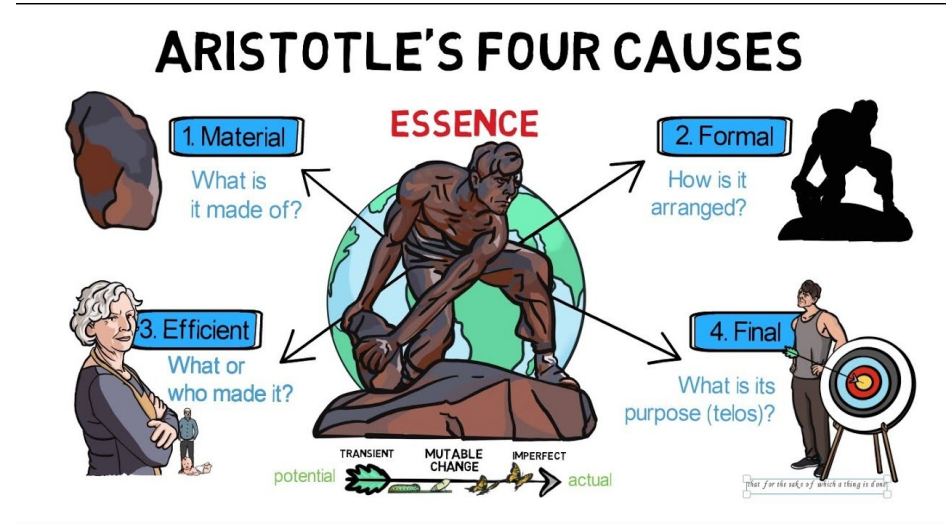 ARISTOTLE'S FOUR CAUSES
ESSENCE
1. Material
What is
it made of?
2. Formal
How is it
arranged?
3. Efficient
What or
who made it?
4. Final
What is its
purpose (telos)?
TRANSIENT
MUTABLE
CHANGE
IMPERFECT
potential
actual
that for the sake of which a thing is done